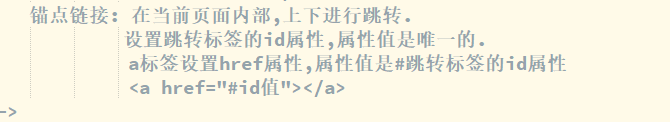 锚点链接: 在当前页面内部,上下进行跳转.
设置跳转标签的id属性,属性值是唯一的.
a标签设置href属性,属性值是#跳转标签的id属性
<a href="#id值"></a>
->